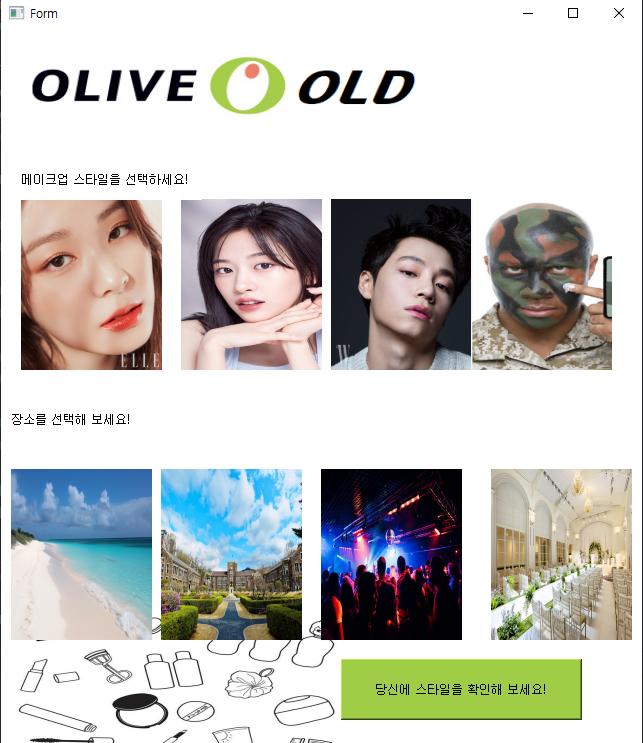 Form
OLIVE OLD
메이크업 스타일을 선택하세요!
ELLE
W
장소를 선택해 보세요!
당신에 스타일을 확인해 보세요!